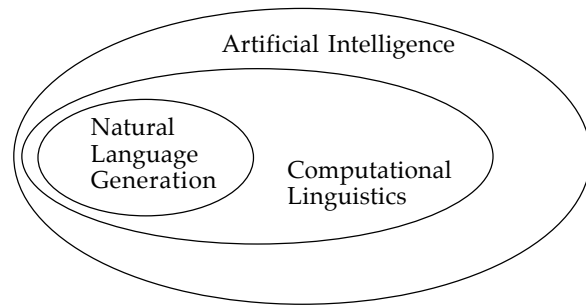 Artificial Intelligence
Natural
Language
Generation
Computational
Linguistics